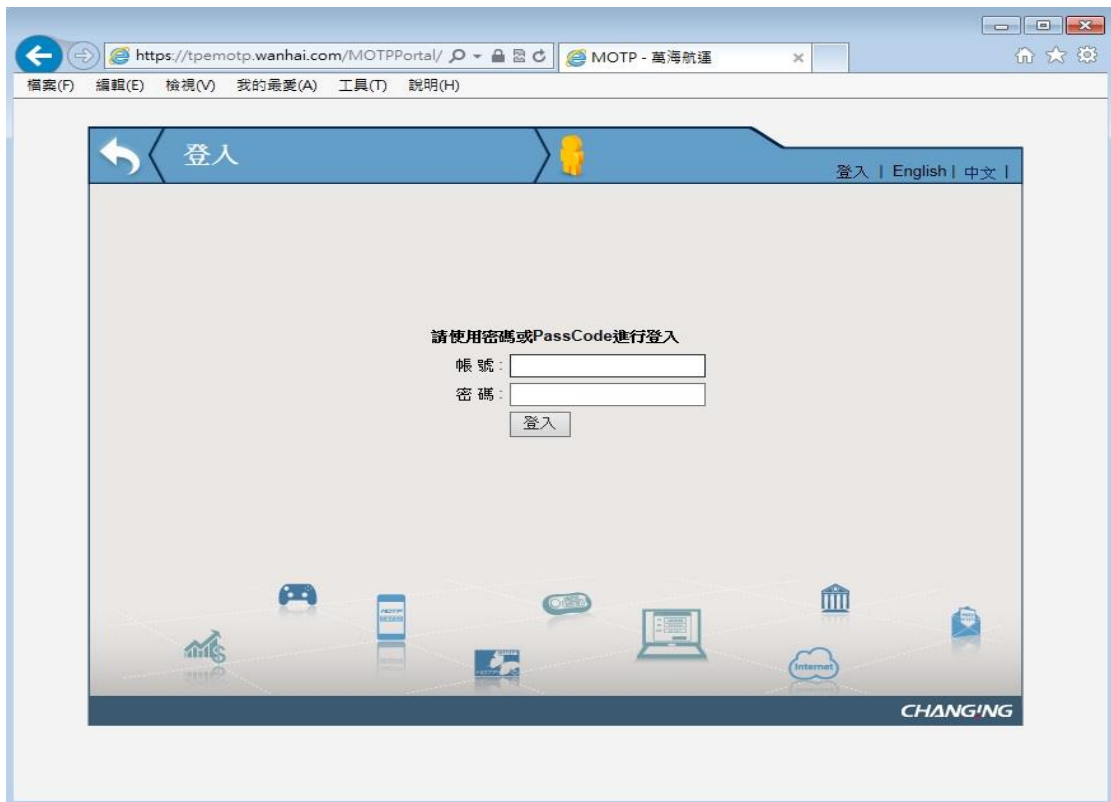 https://tpemotp.wanhai.com/MOTPPortal/
MOTP - 萬海航運
檔案(F) 編輯(E) 檢視(V) 我的最愛(A) 工具(T) 說明(H)
登入
登入 | English | 中文 |
請使用密碼或PassCode進行登入
帳 號 :
密 碼 :
登入
MOTP
Internet
CHANGING